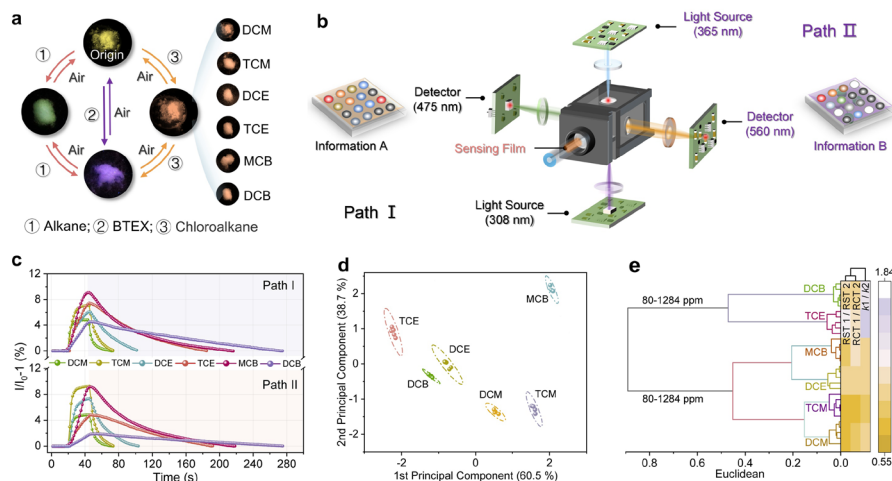 a
Origin
① Air
Air ③
Air
②
Air
Air
①
Air
③
DCM
TCM
DCE
TCE
MCB
DCB
① Alkane; ② BTEX; ③ Chloroalkane
b
Light Source
(365 nm)
Path II
Detector
(475 nm)
Detector
(560 nm)
Information A
Sensing Film
Information B
Path I
Light Source
(308 nm)
c
12
8
4
0
Path I
I/I0-1 (%)
DCM TCM DCE TCE MCB DCB
12
8
4
0
Path II
0 40 80 120 160 200 240 280
Time (s)
d
2nd Principal Component (38.7 %)
2
1
0
-1
-2
MCB
TCE
DCE
DCB
DCM
TCM
-2 0 2
1st Principal Component (60.5 %)
e
80-1284 ppm
80-1284 ppm
DCB
TCE
MCB
DCE
TCM
DCM
RST 1 / RST 2
RCT 1 / RCT 2
k1
k2
1.84
0.55
0.8 0.6 0.4 0.2 0.0
Euclidean